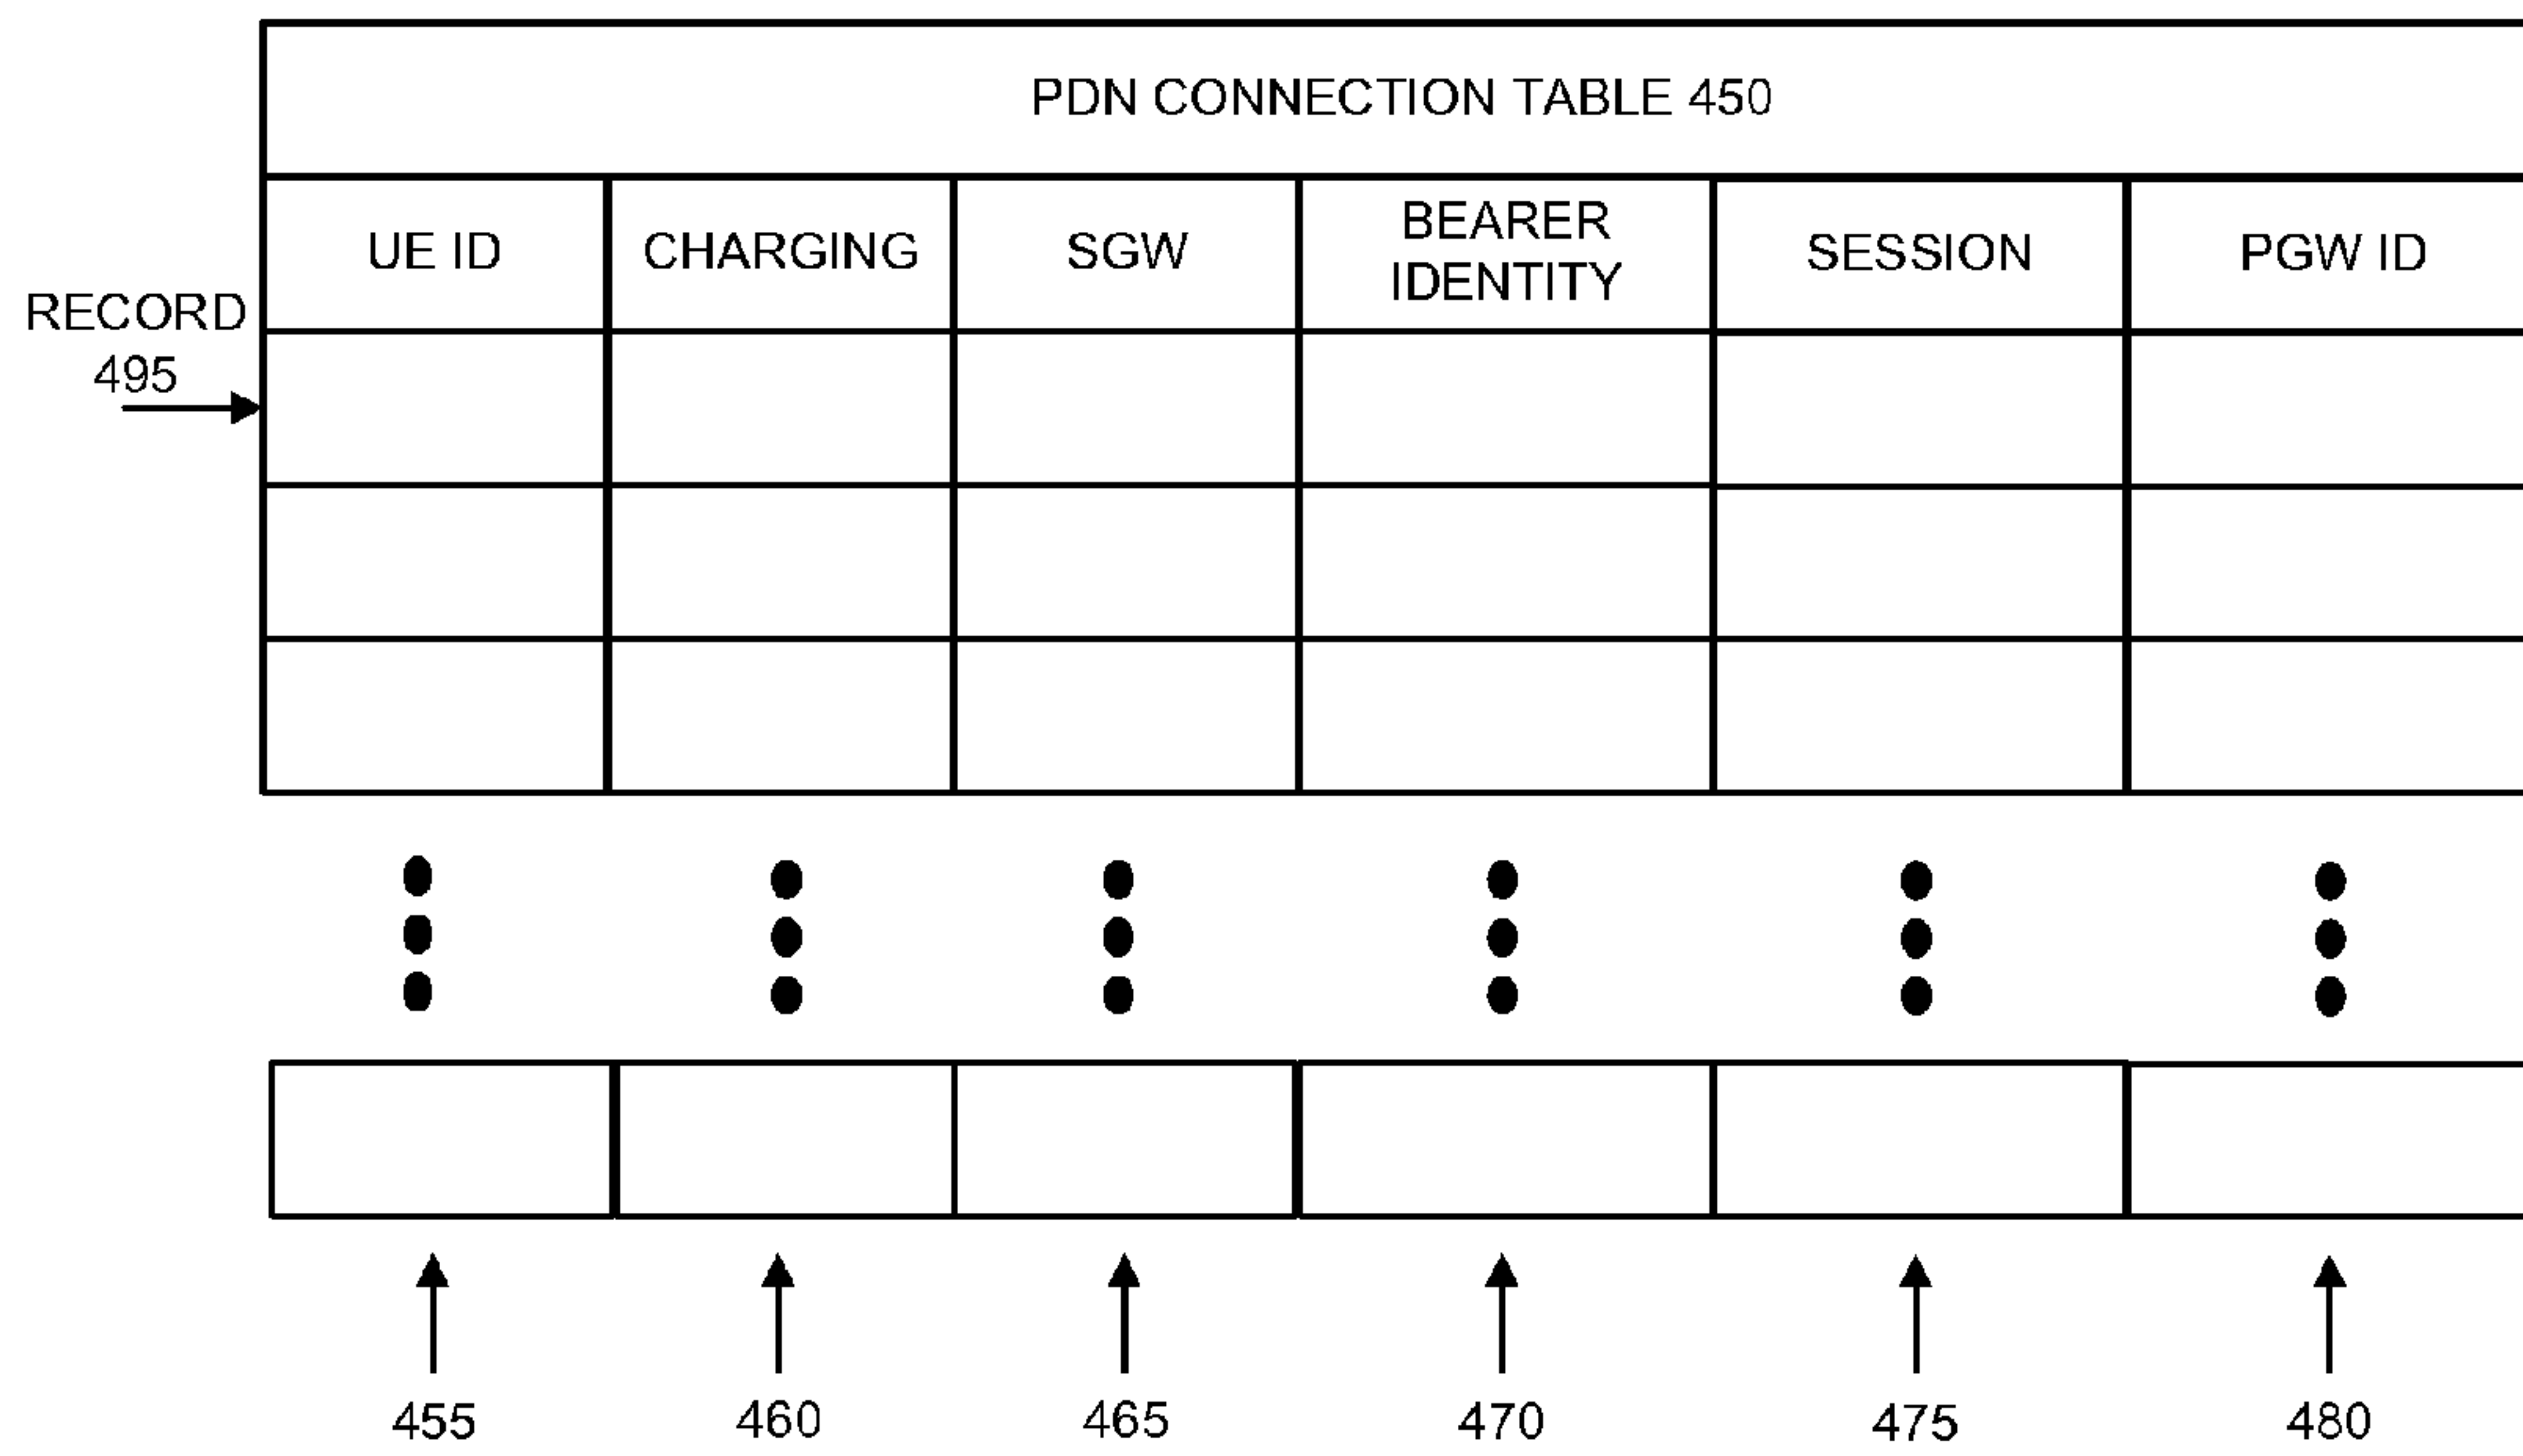 PDN CONNECTION TABLE 450
UE ID
CHARGING
SGW
BEARER
IDENTITY
SESSION
PGW ID
RECORD
495
455
460
465
470
475
480